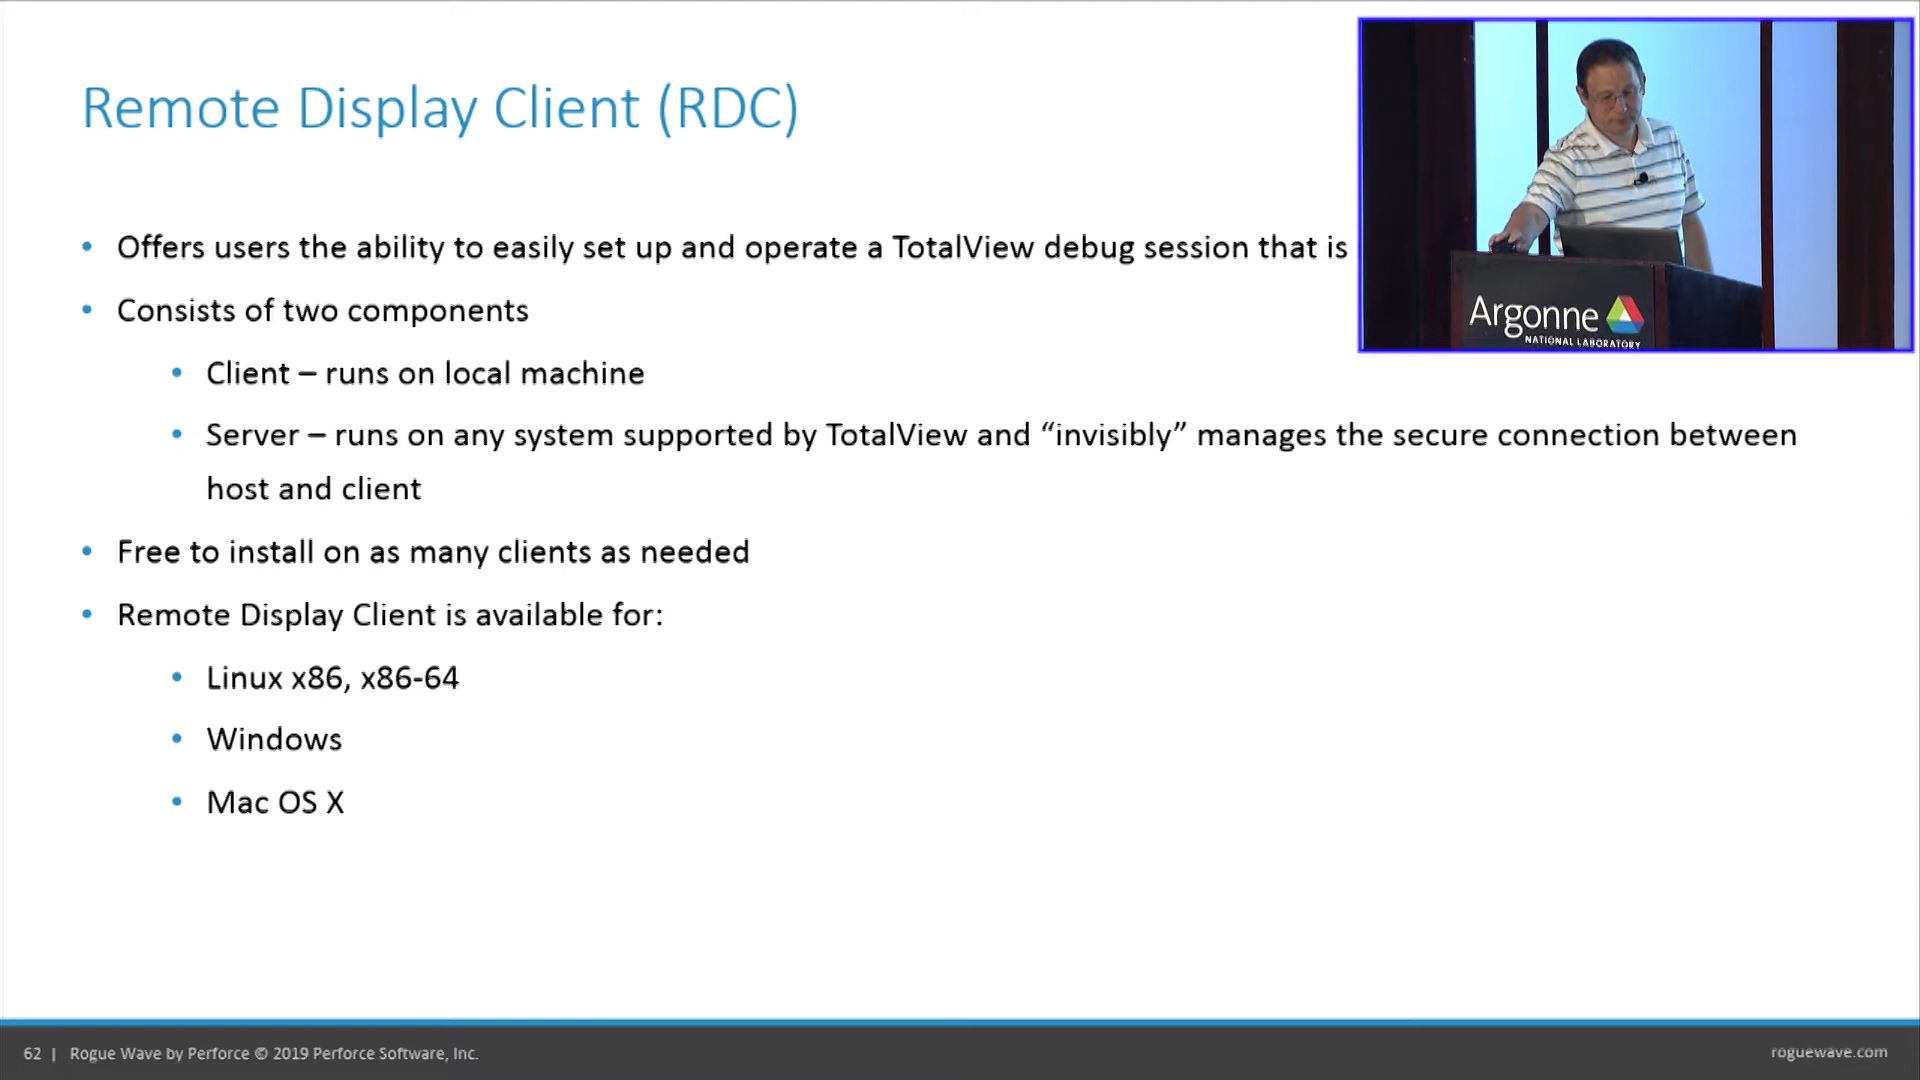 Remote Display Client (RDC)
• Offers users the ability to easily set up and operate a TotalView debug session that is
• Consists of two components
• Client – runs on local machine
• Server – runs on any system supported by TotalView and “invisibly” manages the secure connection between
host and client
• Free to install on as many clients as needed
• Remote Display Client is available for:
• Linux x86, x86-64
• Windows
• Mac OS X
Argonne
NATIONAL LABORATORY
62 | Rogue Wave by Perforce © 2019 Perforce Software, Inc.
roguewave.com